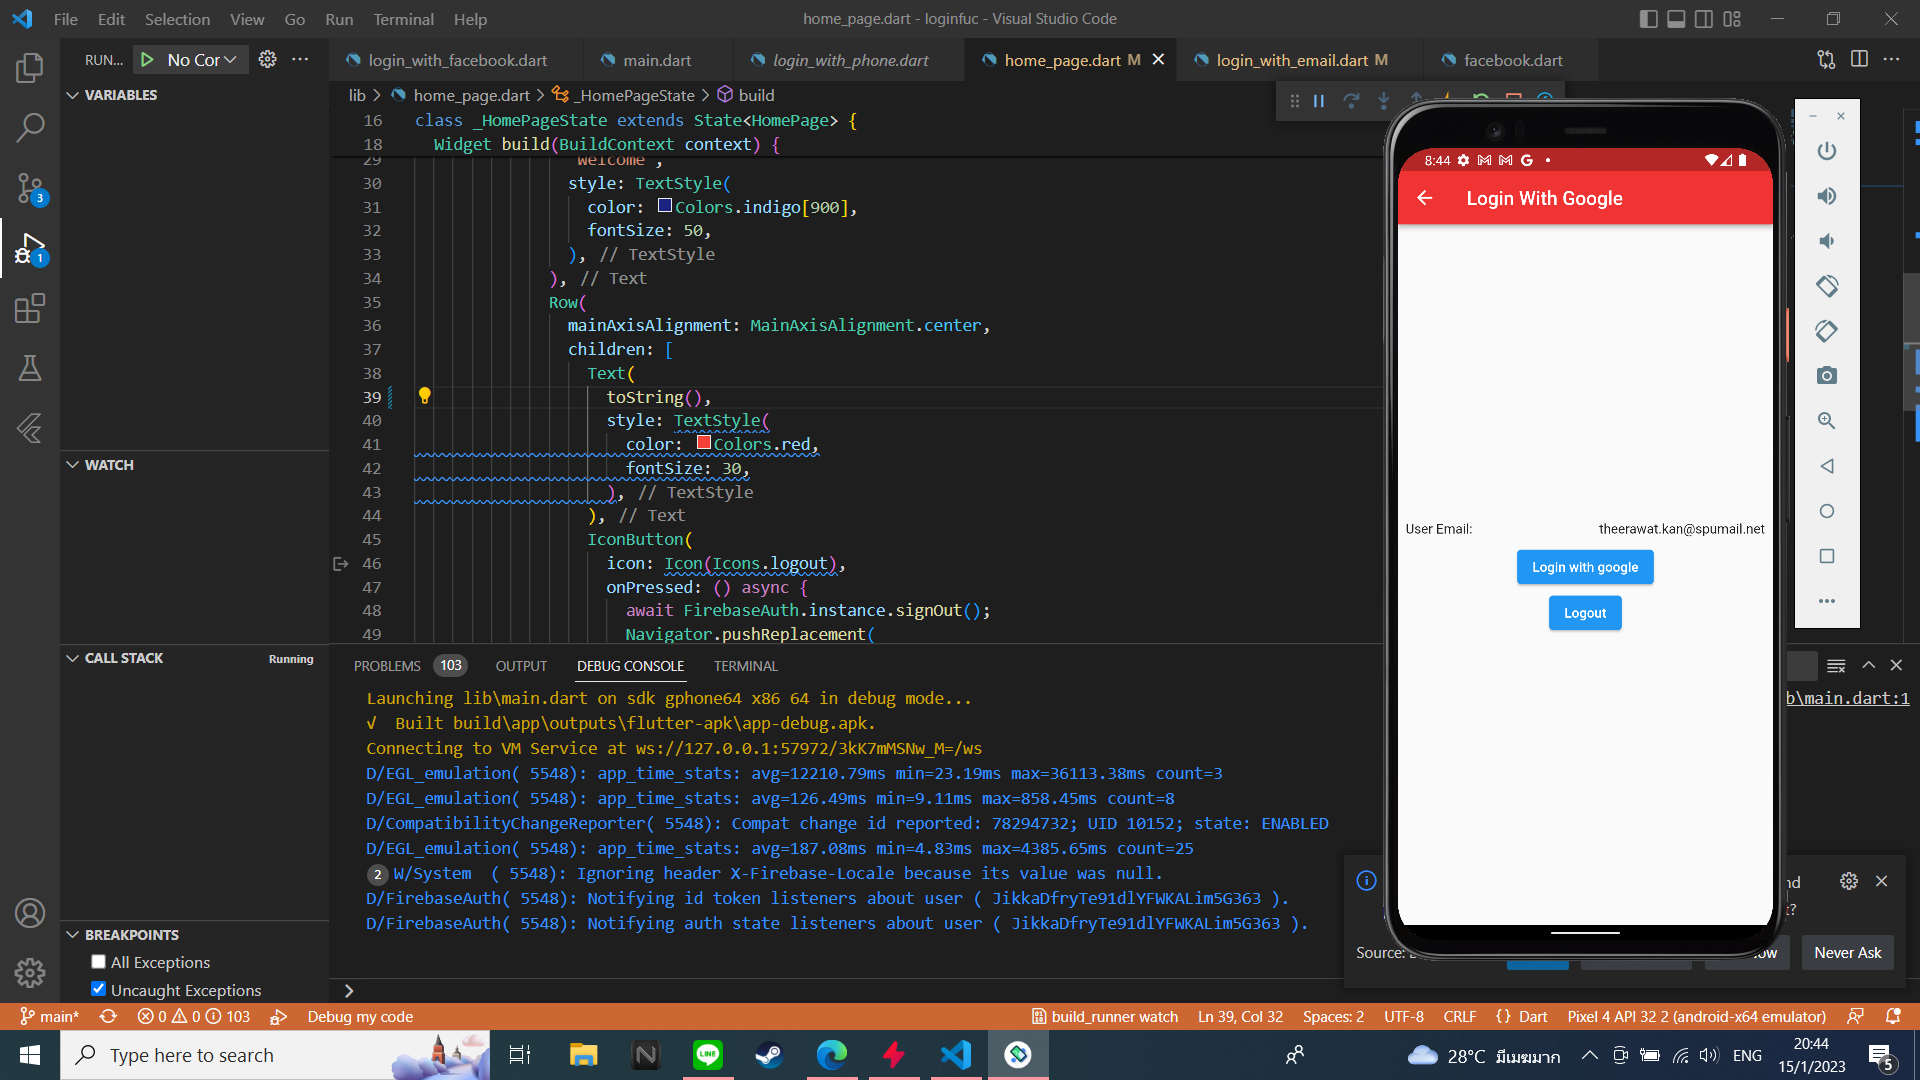 File Edit Selection View Go Run Terminal Help
home_page.dart - loginfuc - Visual Studio Code
RUN... No Cor
login_with_facebook.dart
main.dart
login_with_phone.dart
home_page.dart M
login_with_email.dart M
facebook.dart
VARIABLES
lib > home_page.dart > _HomePageState > build
16 class _HomePageState extends State<HomePage> {
18 Widget build(BuildContext context) {
29 'Welcome',
30 style: TextStyle(
31 color: Colors.indigo[900],
32 fontSize: 50,
33 ), // TextStyle
34 ), // Text
35 Row(
36 mainAxisAlignment: MainAxisAlignment.center,
37 children: [
38 Text(
39 toString(),
40 style: TextStyle(
41 color: Colors.red,
42 fontSize: 30,
43 ), // TextStyle
44 ), // Text
45 IconButton(
46 icon: Icon(Icons.logout),
47 onPressed: () async {
48 await FirebaseAuth.instance.signOut();
49 Navigator.pushReplacement(
3
1
WATCH
CALL STACK Running
BREAKPOINTS
All Exceptions
Uncaught Exceptions
PROBLEMS 103 OUTPUT DEBUG CONSOLE TERMINAL
Launching lib\main.dart on sdk gphone64 x86 64 in debug mode...
b\main.dart:1
√ Built build\app\outputs\flutter-apk\app-debug.apk.
Connecting to VM Service at ws://127.0.0.1:57972/3kK7mMSNw_M=/ws
D/EGL_emulation( 5548): app_time_stats: avg=12210.79ms min=23.19ms max=36113.38ms count=3
D/EGL_emulation( 5548): app_time_stats: avg=126.49ms min=9.11ms max=858.45ms count=8
D/CompatibilityChangeReporter( 5548): Compat change id reported: 78294732; UID 10152; state: ENABLED
D/EGL_emulation( 5548): app_time_stats: avg=187.08ms min=4.83ms max=4385.65ms count=25
2 W/System ( 5548): Ignoring header X-Firebase-Locale because its value was null.
D/FirebaseAuth( 5548): Notifying id token listeners about user ( JikkaDfryTe91dlYFWKALim5G363 ).
D/FirebaseAuth( 5548): Notifying auth state listeners about user ( JikkaDfryTe91dlYFWKALim5G363 ).
8:44
Login With Google
User Email: theerawat.kan@spumail.net
Login with google
Logout
Source:
Never Ask
main* 0 0 103 Debug my code
build_runner watch Ln 39, Col 32 Spaces: 2 UTF-8 CRLF {} Dart Pixel 4 API 32 2 (android-x64 emulator)
Type here to search
LINE
28°C มีเมฆมาก
ENG
20:44
15/1/2023
5